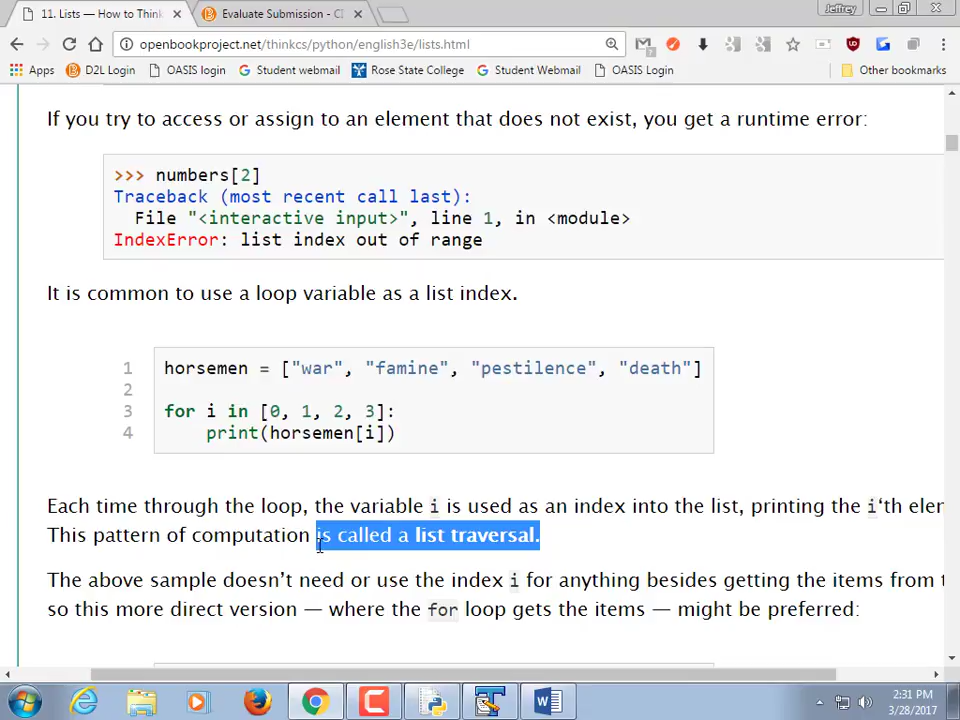 11. Lists — How to Think
Evaluate Submission - C
Jeffrey
openbookproject.net/thinkcs/python/english3e/lists.html
Apps D2L Login OASIS login Student webmail Rose State College Student Webmail OASIS Login Other bookmarks
If you try to access or assign to an element that does not exist, you get a runtime error:
>>> numbers[2]
Traceback (most recent call last):
File "<interactive input>", line 1, in <module>
IndexError: list index out of range
It is common to use a loop variable as a list index.
1 horsemen = ["war", "famine", "pestilence", "death"]
2
3 for i in [0, 1, 2, 3]:
4 print(horsemen[i])
Each time through the loop, the variable i is used as an index into the list, printing the i‘th elem
This pattern of computation is called a list traversal.
The above sample doesn’t need or use the index i for anything besides getting the items from t
so this more direct version — where the for loop gets the items — might be preferred:
2:31 PM
3/28/2017